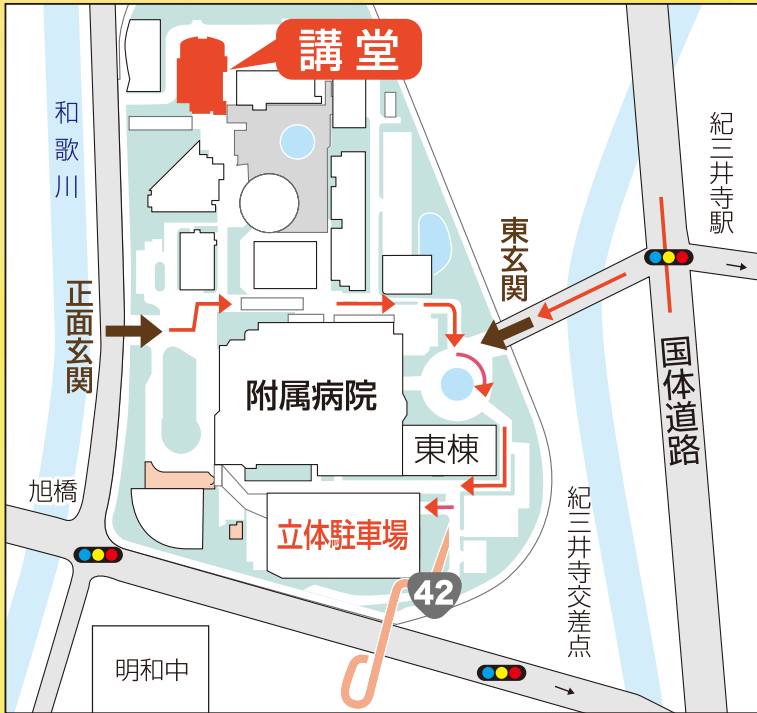 講堂
和歌川
紀三井寺駅
東玄関
正面玄関
国体道路
附属病院
東棟
旭橋
紀三井寺交差点
立体駐車場
42
明和中